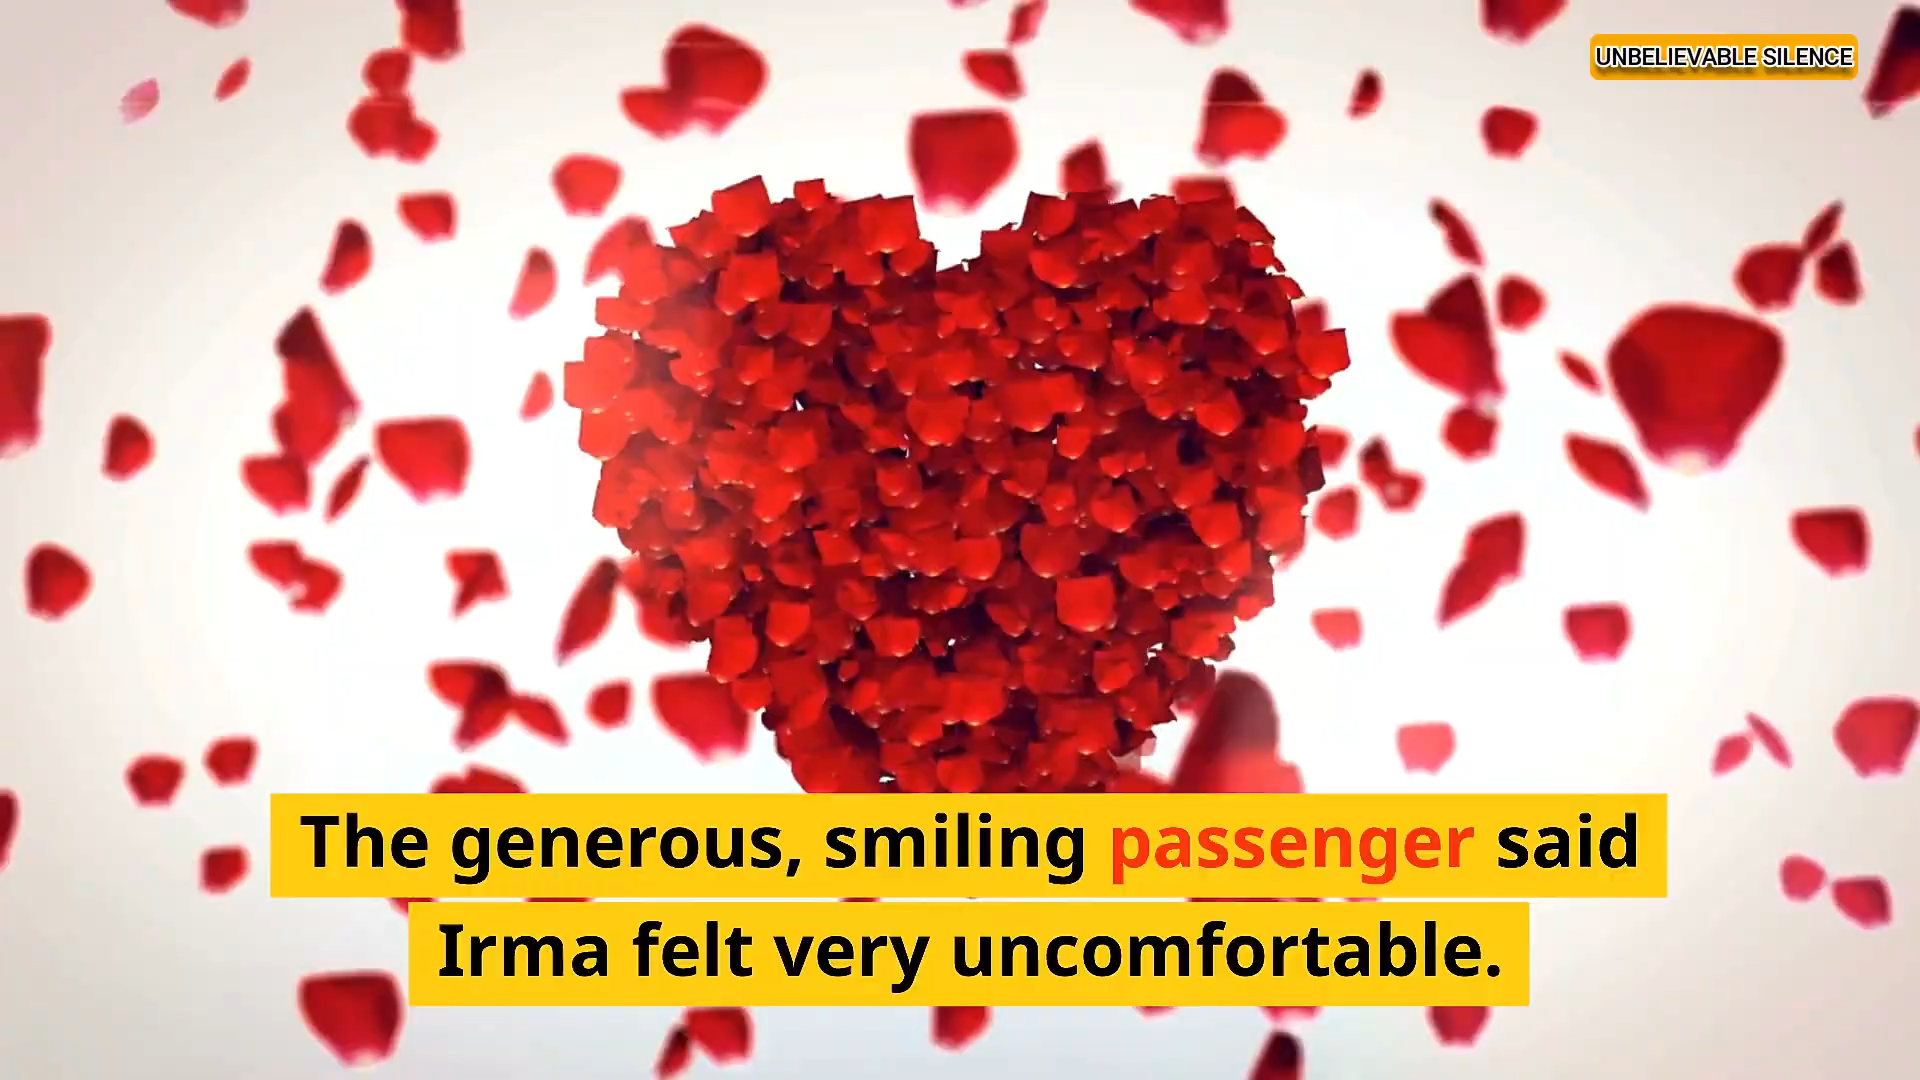 UNBELIEVABLE SILENCE
The generous, smiling passenger said
Irma felt very uncomfortable.